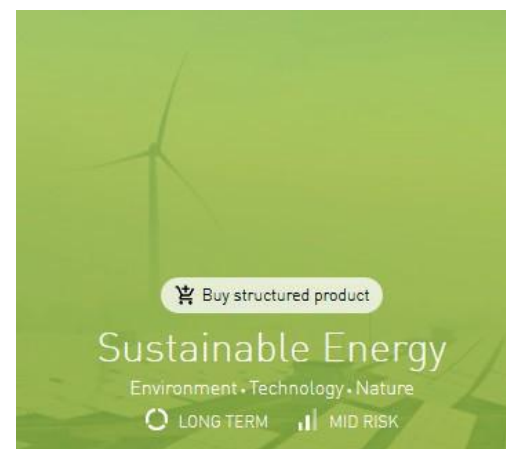 Buy structured product
Sustainable Energy
Environment • Technology • Nature
LONG TERM MID RISK